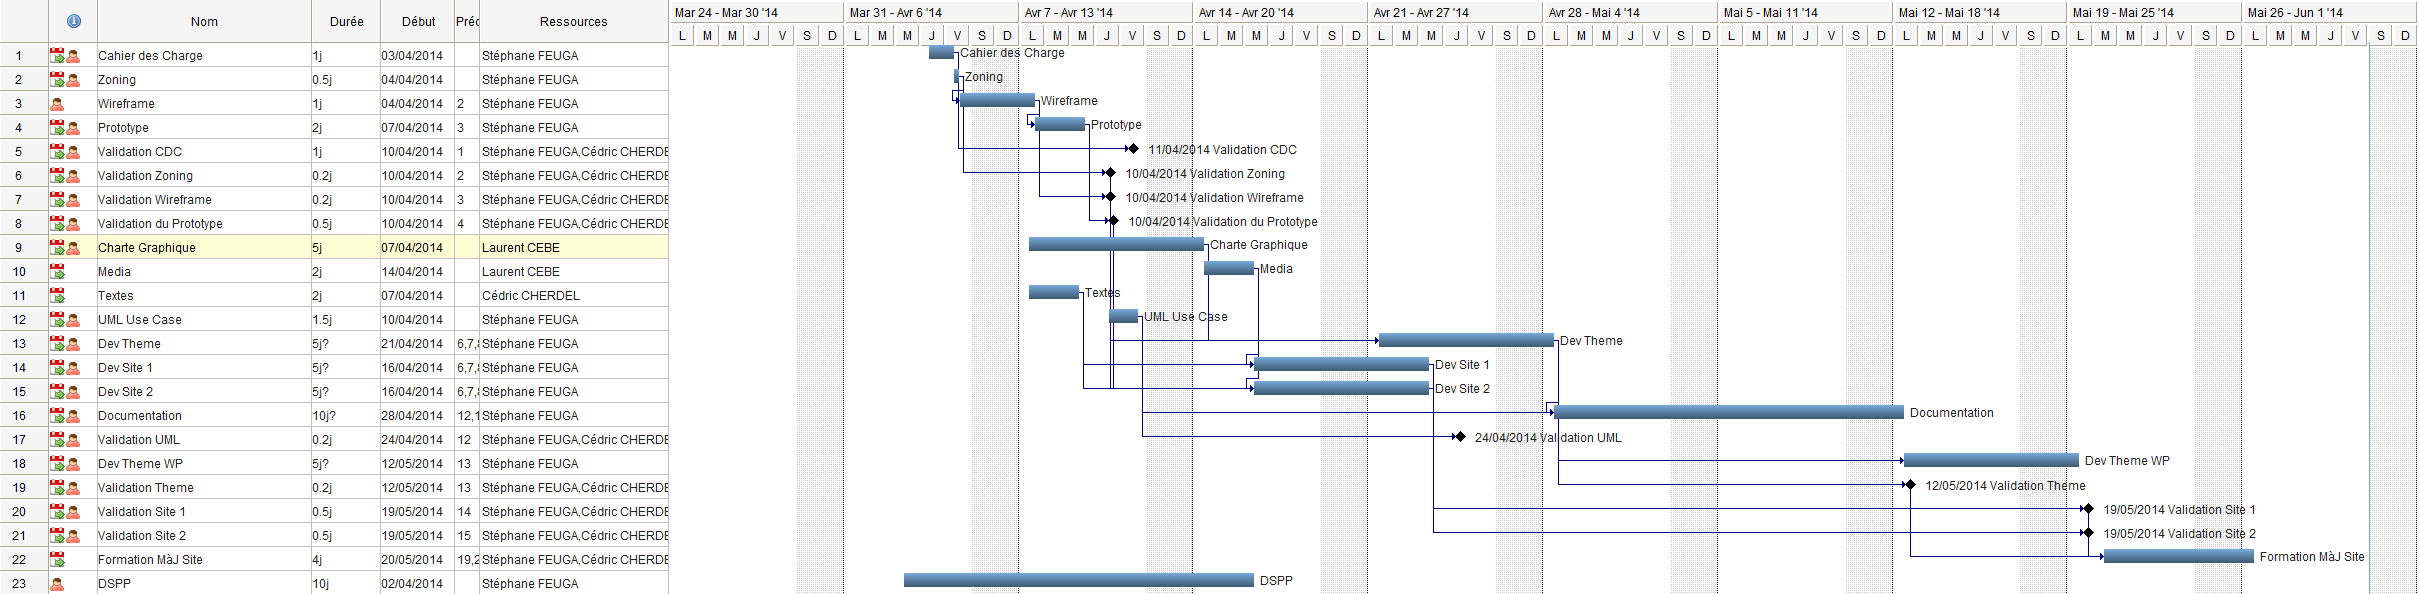 Nom Durée Début Préc Ressources
Mar 24 - Mar 30 '14 Mar 31 - Avr 6 '14 Avr 7 - Avr 13 '14 Avr 14 - Avr 20 '14 Avr 21 - Avr 27 '14 Avr 28 - Mai 4 '14 Mai 5 - Mai 11 '14 Mai 12 - Mai 18 '14 Mai 19 - Mai 25 '14 Mai 26 - Jun 1 '14
L M M J V S D L M M J V S D L M M J V S D L M M J V S D L M M J V S D L M M J V S D L M M J V S D L M M J V S D L M M J V S D L M M J V S D
1 Cahier des Charge 1j 03/04/2014 Stéphane FEUGA Cahier des Charge
2 Zoning 0.5j 04/04/2014 Stéphane FEUGA Zoning
3 Wireframe 1j 04/04/2014 2 Stéphane FEUGA Wireframe
4 Prototype 2j 07/04/2014 3 Stéphane FEUGA Prototype
5 Validation CDC 1j 10/04/2014 1 Stéphane FEUGA,Cédric CHERDE 11/04/2014 Validation CDC
6 Validation Zoning 0.2j 10/04/2014 2 Stéphane FEUGA,Cédric CHERDE 10/04/2014 Validation Zoning
7 Validation Wireframe 0.2j 10/04/2014 3 Stéphane FEUGA,Cédric CHERDE 10/04/2014 Validation Wireframe
8 Validation du Prototype 0.5j 10/04/2014 4 Stéphane FEUGA,Cédric CHERDE 10/04/2014 Validation du Prototype
9 Charte Graphique 5j 07/04/2014 Laurent CEBE Charte Graphique
10 Media 2j 14/04/2014 Laurent CEBE Media
11 Textes 2j 07/04/2014 Cédric CHERDEL Textes
12 UML Use Case 1.5j 10/04/2014 Stéphane FEUGA UML Use Case
13 Dev Theme 5j? 21/04/2014 6,7,8 Stéphane FEUGA Dev Theme
14 Dev Site 1 5j? 16/04/2014 6,7,8 Stéphane FEUGA Dev Site 1
15 Dev Site 2 5j? 16/04/2014 6,7,8 Stéphane FEUGA Dev Site 2
16 Documentation 10j? 28/04/2014 12,1 Stéphane FEUGA Documentation
17 Validation UML 0.2j 24/04/2014 12 Stéphane FEUGA,Cédric CHERDE 24/04/2014 Validation UML
18 Dev Theme WP 5j? 12/05/2014 13 Stéphane FEUGA Dev Theme WP
19 Validation Theme 0.2j 12/05/2014 13 Stéphane FEUGA,Cédric CHERDE 12/05/2014 Validation Theme
20 Validation Site 1 0.5j 19/05/2014 14 Stéphane FEUGA,Cédric CHERDE 19/05/2014 Validation Site 1
21 Validation Site 2 0.5j 19/05/2014 15 Stéphane FEUGA,Cédric CHERDE 19/05/2014 Validation Site 2
22 Formation MàJ Site 4j 20/05/2014 19,2 Stéphane FEUGA,Cédric CHERDE Formation MàJ Site
23 DSPP 10j 02/04/2014 Stéphane FEUGA DSPP